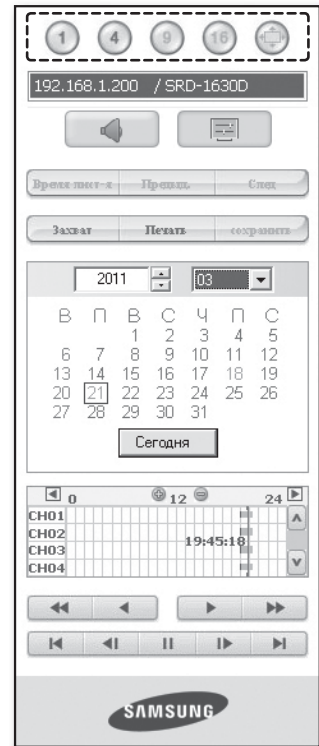 1 4 9 16
192.168.1.200 / SRD-1630D
Время пост-я Превыд. След
Захват Печать сохранить
2011 03
В П В С Ч П С
1 2 3 4 5
6 7 8 9 10 11 12
13 14 15 16 17 18 19
20 21 22 23 24 25 26
27 28 29 30 31
Сегодня
0 12 24
CH01
CH02
19:45:18
CH03
CH04
SAMSUNG